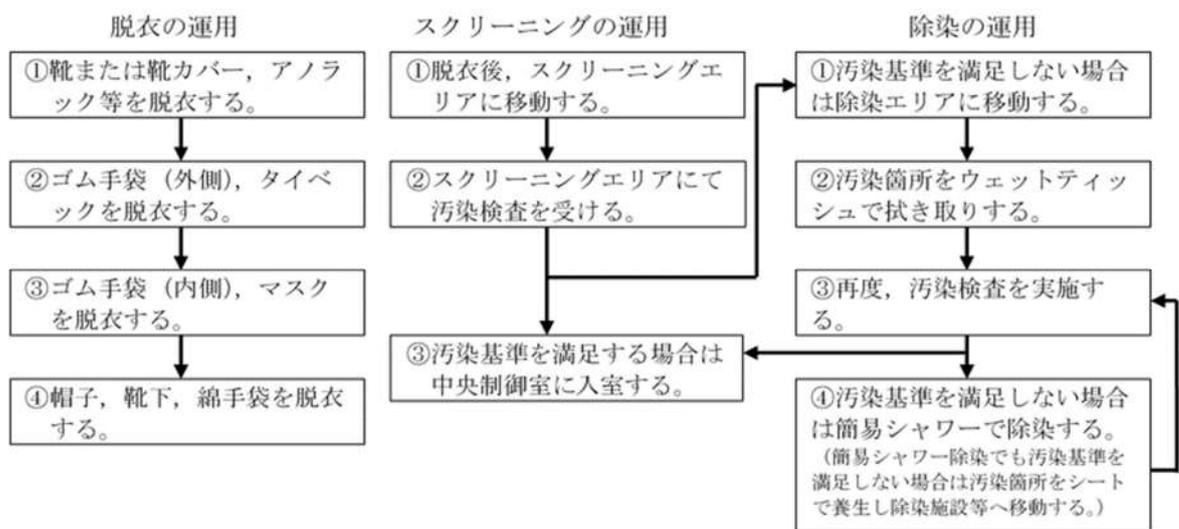 脱衣の運用
①靴または靴カバー，アノラ
ック等を脱衣する。
②ゴム手袋（外側），タイベ
ックを脱衣する。
③ゴム手袋（内側），マスク
を脱衣する。
④帽子，靴下，綿手袋を脱衣
する。
スクリーニングの運用
①脱衣後，スクリーニングエ
リアに移動する。
②スクリーニングエリアにて
汚染検査を受ける。
③汚染基準を満足する場合は
中央制御室に入室する。
除染の運用
①汚染基準を満足しない場合
は除染エリアに移動する。
②汚染箇所をウェットティッ
シュで拭き取りする。
③再度，汚染検査を実施す
る。
④汚染基準を満足しない場合
は簡易シャワーで除染する。
（簡易シャワー除染でも汚染基準を
満足しない場合は汚染箇所をシート
で養生し除染施設等へ移動する。）